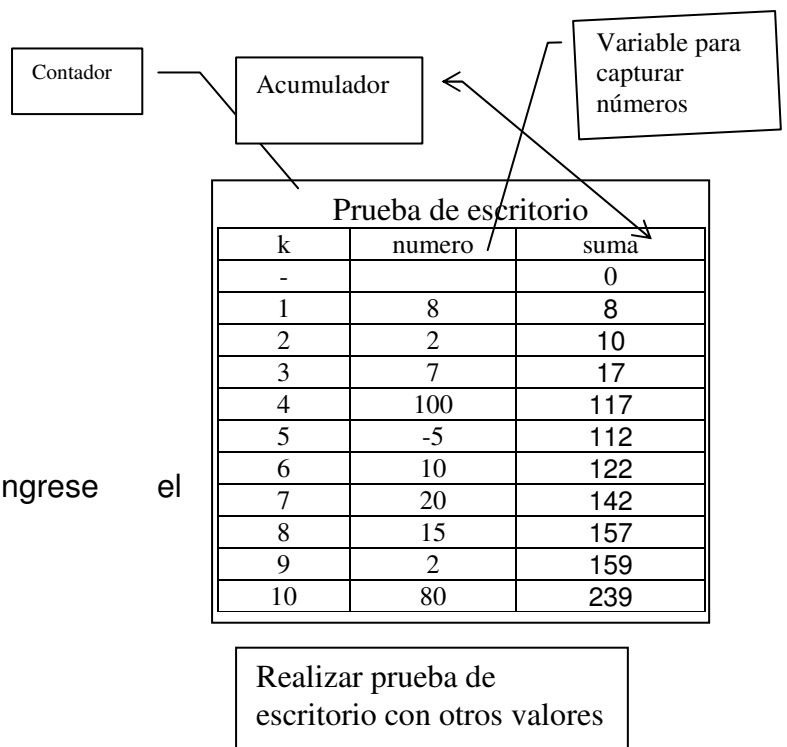 Contador
Acumulador
Variable para
capturar
números
Prueba de escritorio
k numero suma
- 0
1 8 8
2 2 10
3 7 17
4 100 117
5 -5 112
6 10 122
7 20 142
8 15 157
9 2 159
10 80 239
ngrese el
Realizar prueba de
escritorio con otros valores